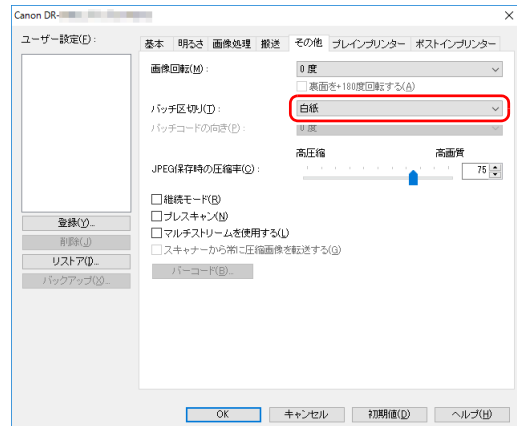 Canon DR-
ユーザー設定(F):
登録(Y)...
削除(J)
リストア(I)...
バックアップ(X)...
基本 明るさ 画像処理 搬送 その他 プレインプリンター ポストインプリンター
画像回転(M): 0 度
裏面を+180度回転する(A)
バッチ区切り(T): 白紙
バッチコードの向き(P): 0 度
高圧縮 高画質
JPEG保存時の圧縮率(C): 75
継続モード(R)
プレスキャン(N)
マルチストリームを使用する(L)
スキャナーから常に圧縮画像を転送する(G)
バーコード(B)...
OK キャンセル 初期値(D) ヘルプ(H)